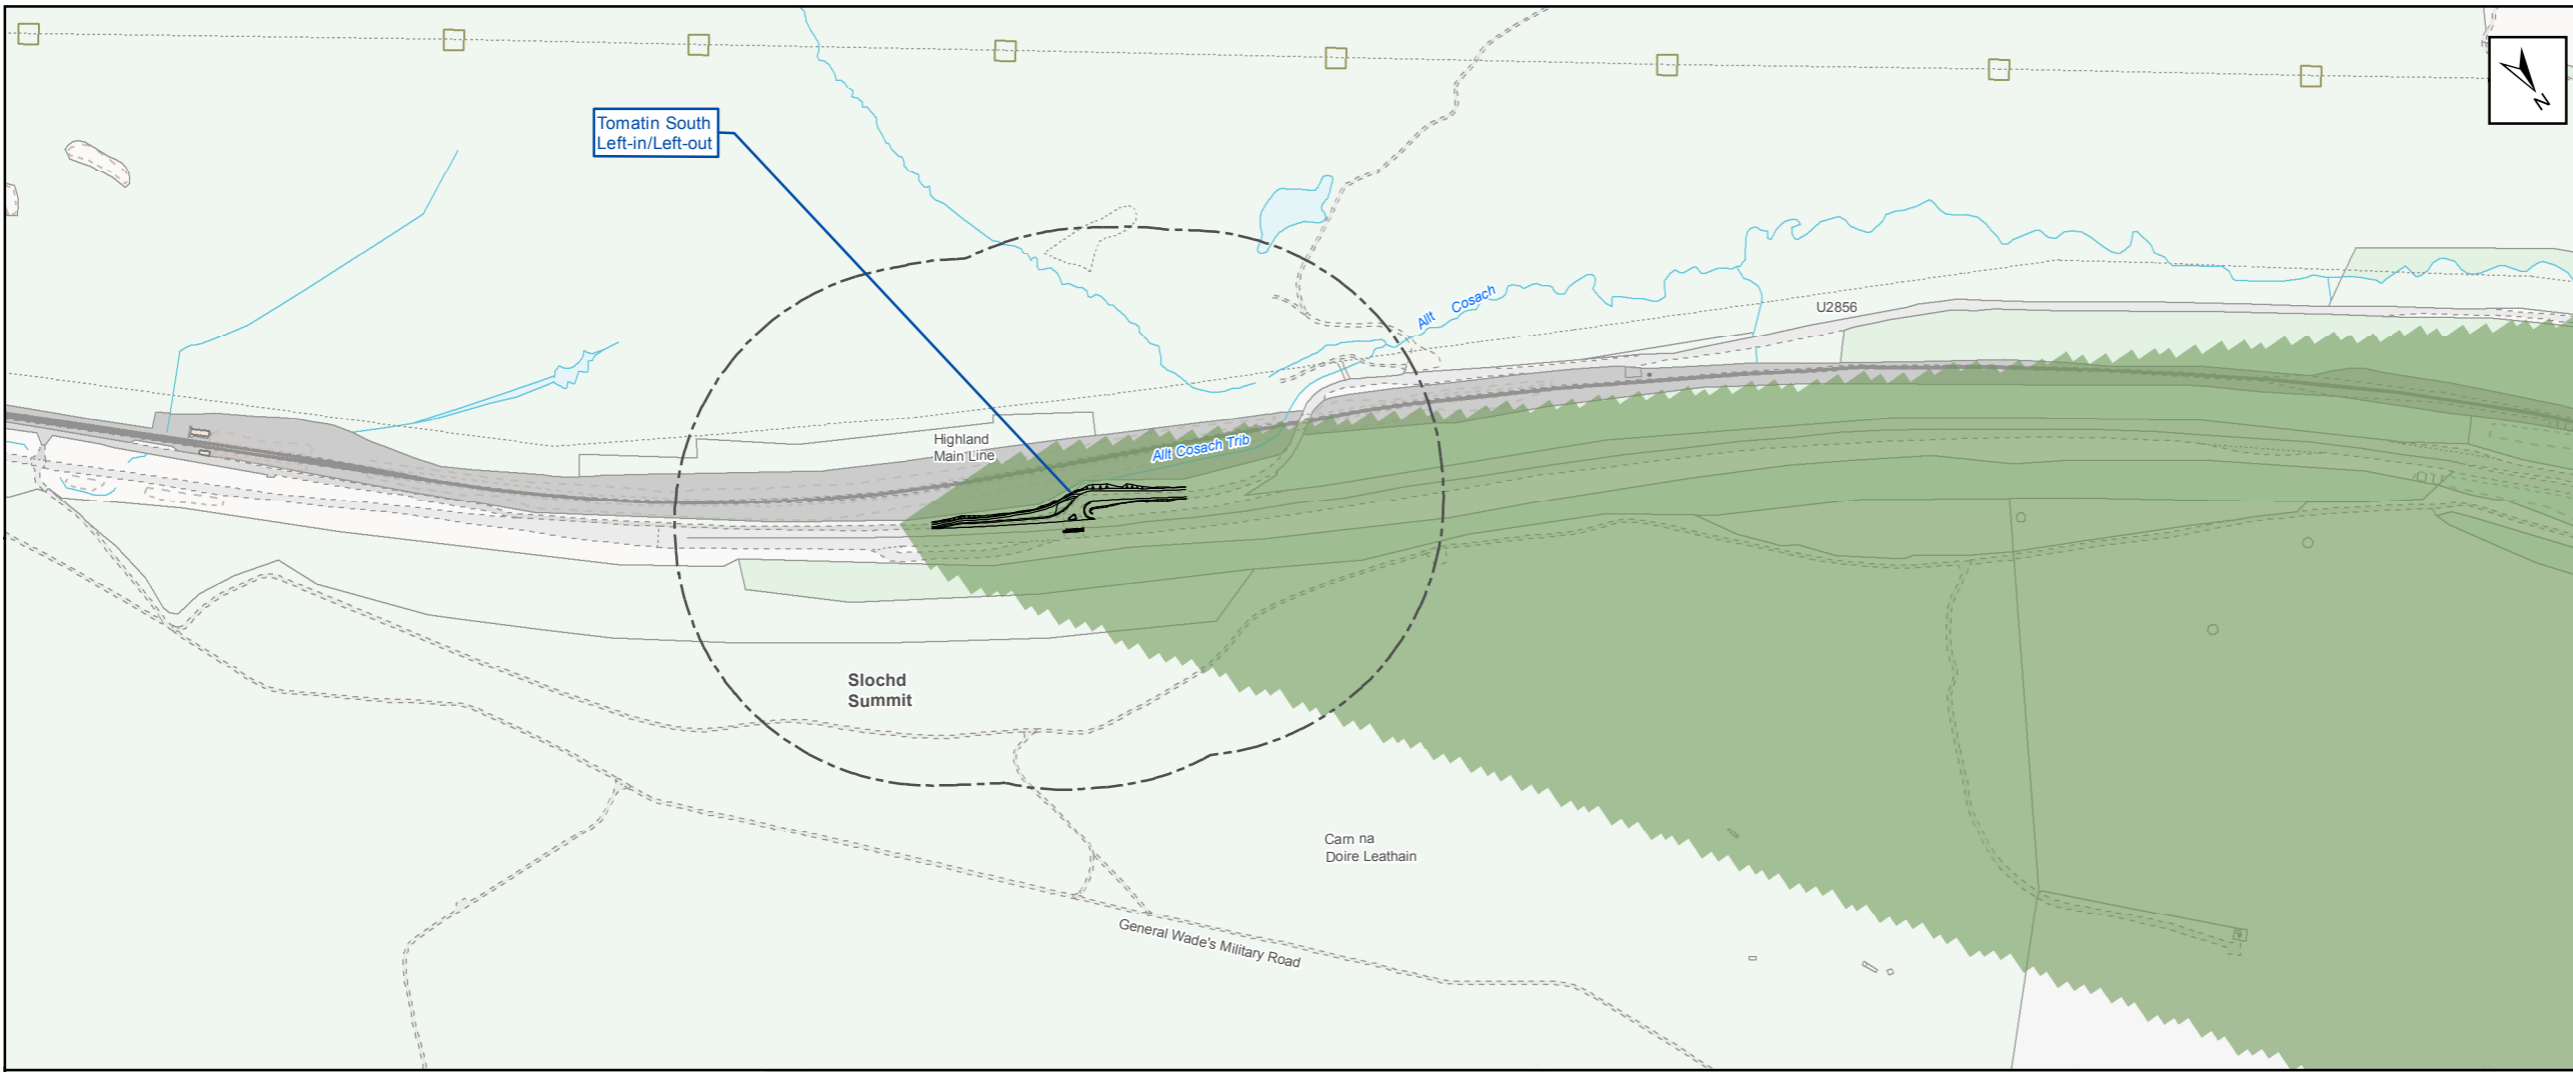 N
Tomatin South
Left-in/Left-out
Allt Cosach
U2856
Highland
Main Line
Allt Cosach Trib
Slochd
Summit
Carn na
Doire Leathain
General Wade's Military Road